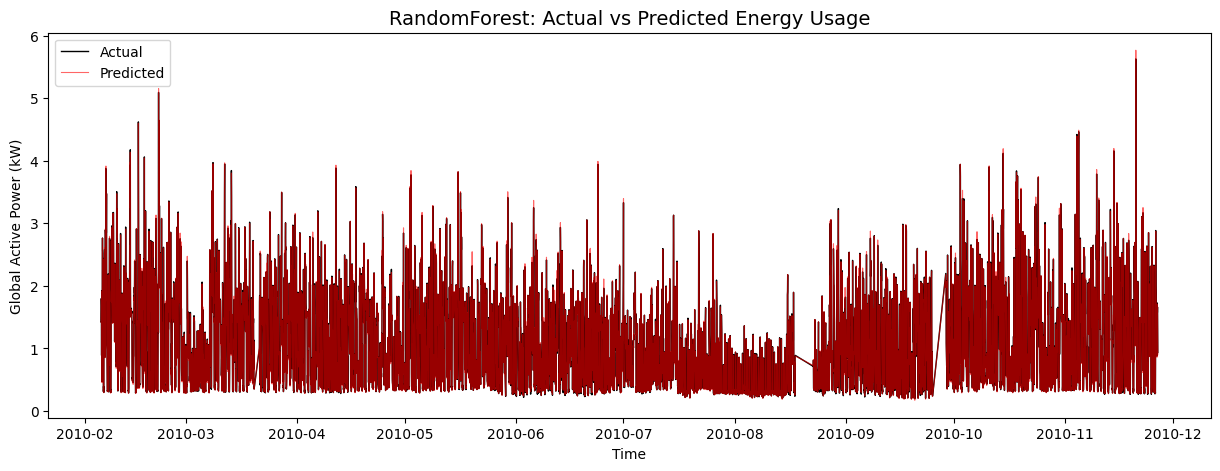 RandomForest: Actual vs Predicted Energy Usage
Actual
Predicted
Global Active Power (kW)
6
5
4
3
2
1
0
2010-02 2010-03 2010-04 2010-05 2010-06 2010-07 2010-08 2010-09 2010-10 2010-11 2010-12
Time